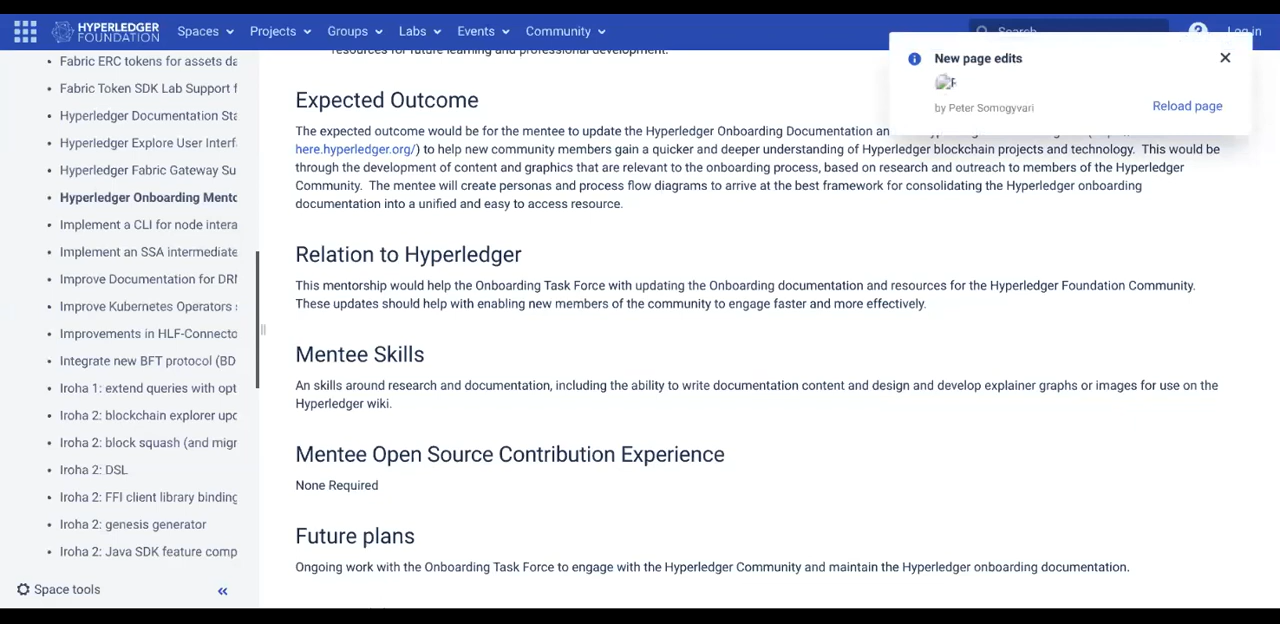 HYPERLEDGER FOUNDATION Spaces Projects Groups Labs Events Community Search Log in
Fabric ERC tokens for assets da
Fabric Token SDK Lab Support f
Hyperledger Documentation Sta
Hyperledger Explore User Interf
Hyperledger Fabric Gateway Su
Hyperledger Onboarding Mento
Implement a CLI for node intera
Implement an SSA intermediate
Improve Documentation for DRM
Improve Kubernetes Operators s
Improvements in HLF-Connecto
Integrate new BFT protocol (BD
Iroha 1: extend queries with opt
Iroha 2: blockchain explorer upd
Iroha 2: block squash (and migr
Iroha 2: DSL
Iroha 2: FFI client library binding
Iroha 2: genesis generator
Iroha 2: Java SDK feature comp
Space tools
resources for future learning and professional development.
Expected Outcome
The expected outcome would be for the mentee to update the Hyperledger Onboarding Documentation an
here.hyperledger.org/) to help new community members gain a quicker and deeper understanding of Hyperledger blockchain projects and technology. This would be
through the development of content and graphics that are relevant to the onboarding process, based on research and outreach to members of the Hyperledger
Community. The mentee will create personas and process flow diagrams to arrive at the best framework for consolidating the Hyperledger onboarding
documentation into a unified and easy to access resource.
Relation to Hyperledger
This mentorship would help the Onboarding Task Force with updating the Onboarding documentation and resources for the Hyperledger Foundation Community.
These updates should help with enabling new members of the community to engage faster and more effectively.
Mentee Skills
An skills around research and documentation, including the ability to write documentation content and design and develop explainer graphs or images for use on the
Hyperledger wiki.
Mentee Open Source Contribution Experience
None Required
Future plans
Ongoing work with the Onboarding Task Force to engage with the Hyperledger Community and maintain the Hyperledger onboarding documentation.
New page edits
by Peter Somogyvari Reload page